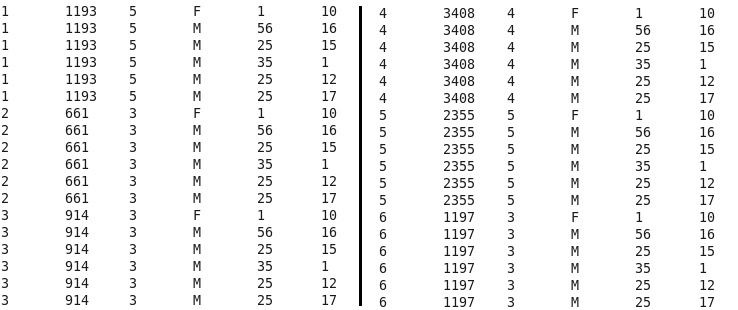 1 1193 5 F 1 10
1 1193 5 M 56 16
1 1193 5 M 25 15
1 1193 5 M 35 1
1 1193 5 M 25 12
1 1193 5 M 25 17
2 661 3 F 1 10
2 661 3 M 56 16
2 661 3 M 25 15
2 661 3 M 35 1
2 661 3 M 25 12
2 661 3 M 25 17
3 914 3 F 1 10
3 914 3 M 56 16
3 914 3 M 25 15
3 914 3 M 35 1
3 914 3 M 25 12
3 914 3 M 25 17
4 3408 4 F 1 10
4 3408 4 M 56 16
4 3408 4 M 25 15
4 3408 4 M 35 1
4 3408 4 M 25 12
4 3408 4 M 25 17
5 2355 5 F 1 10
5 2355 5 M 56 16
5 2355 5 M 25 15
5 2355 5 M 35 1
5 2355 5 M 25 12
5 2355 5 M 25 17
6 1197 3 F 1 10
6 1197 3 M 56 16
6 1197 3 M 25 15
6 1197 3 M 35 1
6 1197 3 M 25 12
6 1197 3 M 25 17